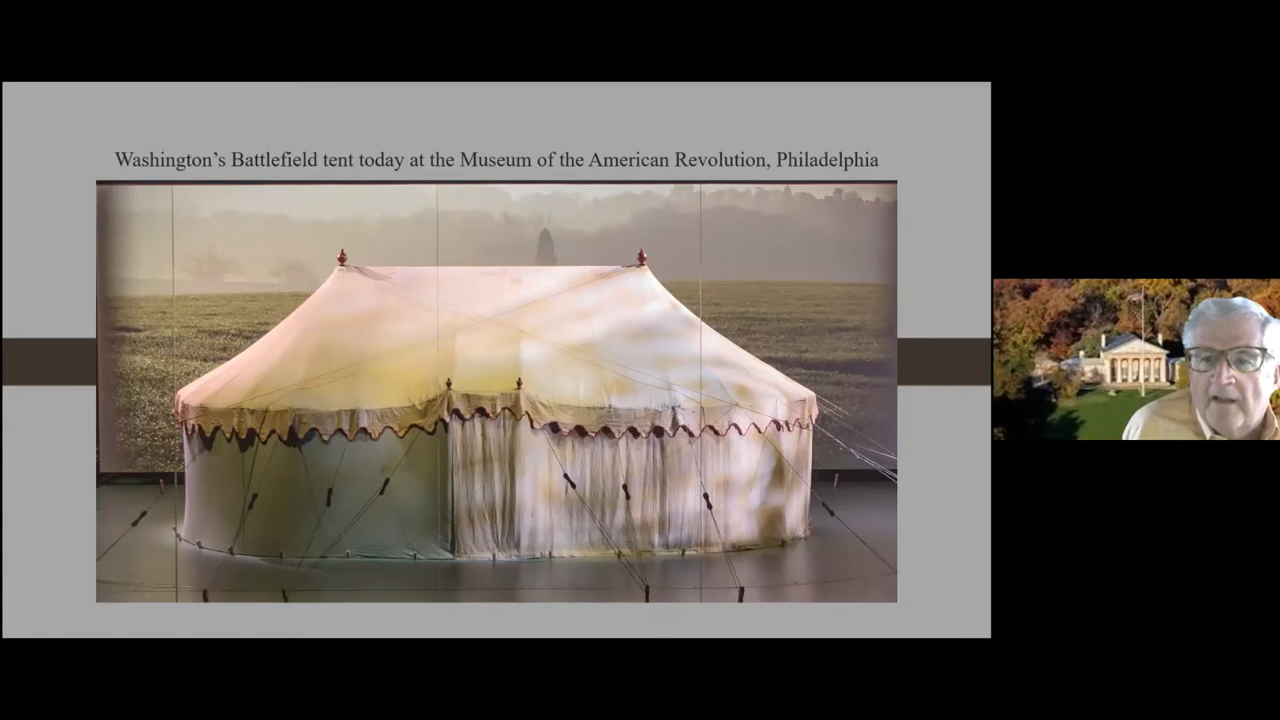 Washington’s Battlefield tent today at the Museum of the American Revolution, Philadelphia